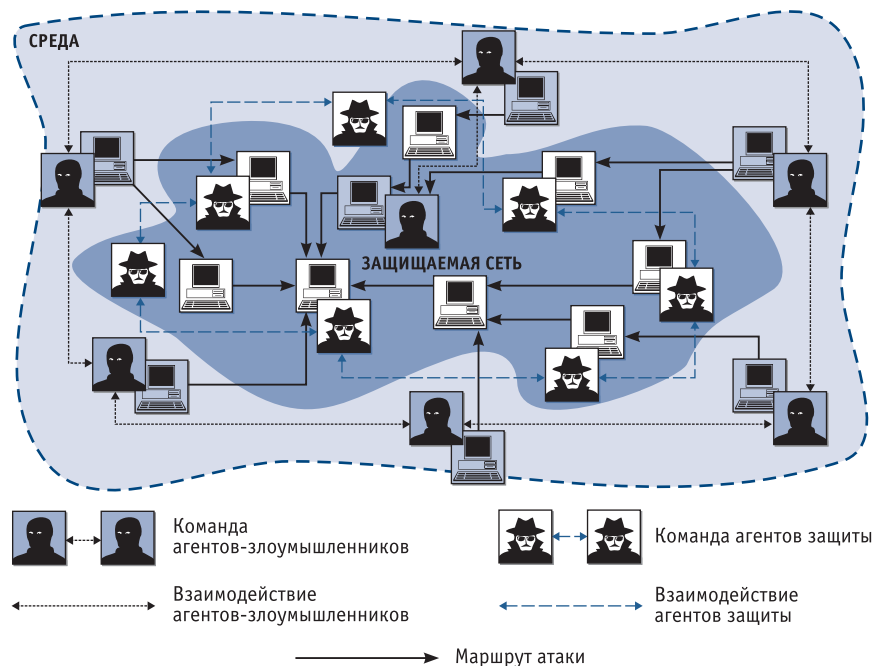 СРЕДА
ЗАЩИЩАЕМАЯ СЕТЬ
Команда
агентов-злоумышленников
Команда агентов защиты
Взаимодействие
агентов-злоумышленников
Взаимодействие
агентов защиты
Маршрут атаки